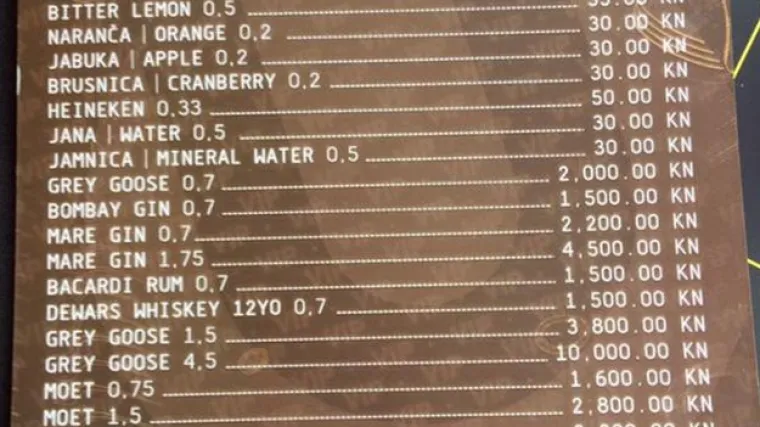 BITTER LEMON 0,5 KN
NARANČA | ORANGE 0,2 30.00 KN
JABUKA | APPLE 0,2 30.00 KN
BRUSNICA | CRANBERRY 0,2 30.00 KN
HEINEKEN 0,33 50.00 KN
JANA | WATER 0,5 30.00 KN
JAMNICA | MINERAL WATER 0,5 30.00 KN
GREY GOOSE 0,7 2,000.00 KN
BOMBAY GIN 0,7 1,500.00 KN
MARE GIN 0,7 2,200.00 KN
MARE GIN 1,75 4,500.00 KN
BACARDI RUM 0,7 1,500.00 KN
DEWARS WHISKEY 12YO 0,7 1,500.00 KN
GREY GOOSE 1,5 3,800.00 KN
GREY GOOSE 4,5 10,000.00 KN
MOET 0,75 1,600.00 KN
MOET 1,5 2,800.00 KN